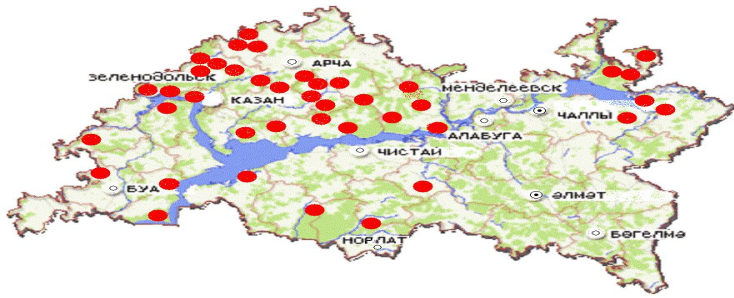 АРЧА
ЗЕЛЕНОДОЛЬСК
МЕНДЕЛЕЕВСК
КАЗАН
ЧАЛЛЫ
АЛАБУГА
ЧИСТАЙ
БУА
ӘЛМӘТ
НОРЛАТ
БӨГЕЛМӘ